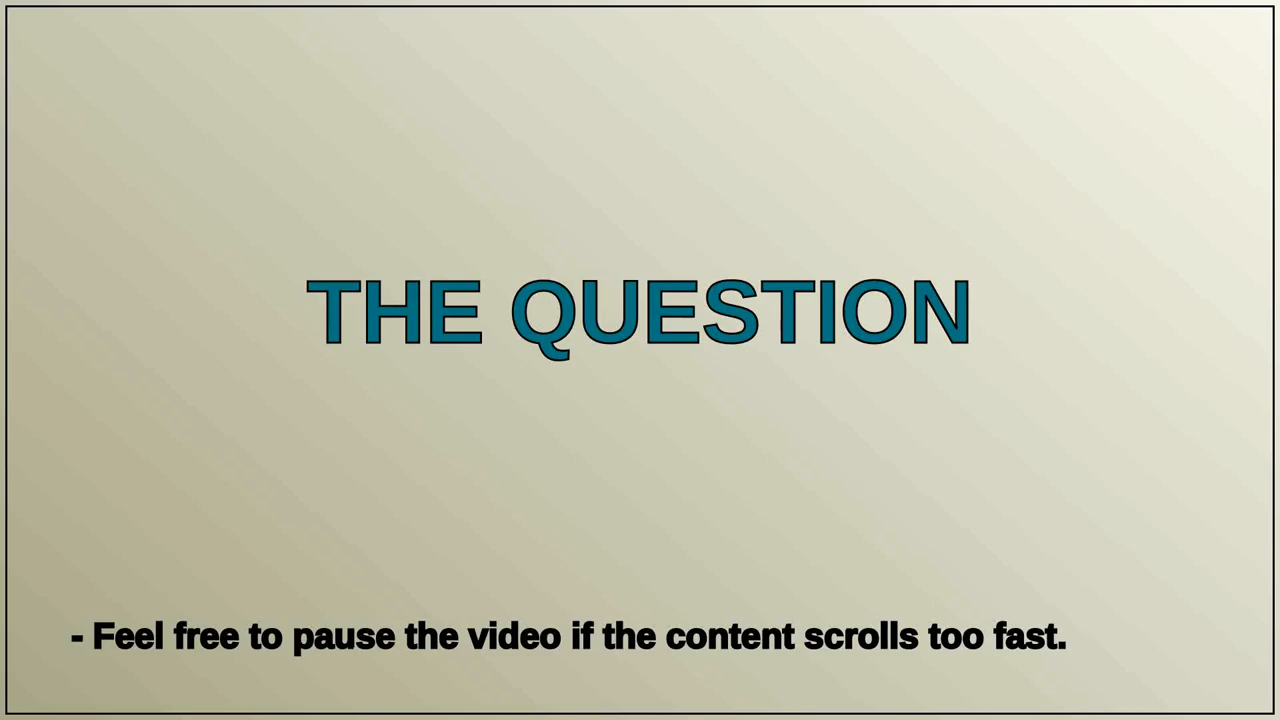 THE QUESTION
- Feel free to pause the video if the content scrolls too fast.